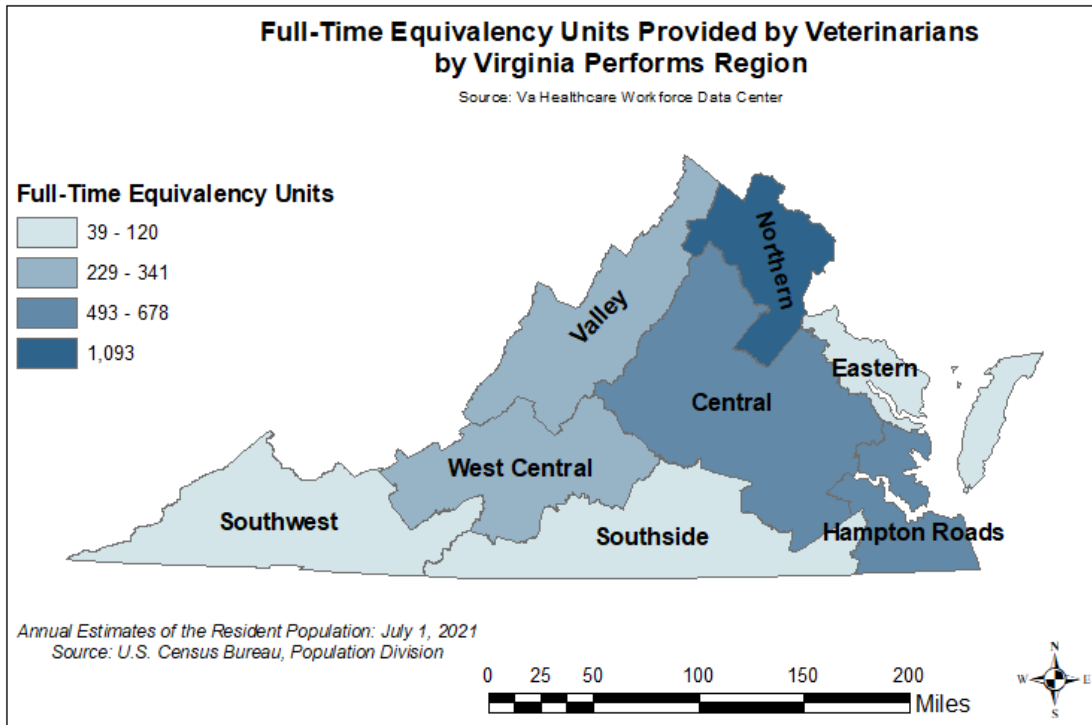 Full-Time Equivalency Units Provided by Veterinarians
by Virginia Performs Region
Source: Va Healthcare Workforce Data Center
Full-Time Equivalency Units
39 - 120
229 - 341
493 - 678
1,093
Northern
Valley
Eastern
Central
West Central
Southwest
Southside
Hampton Roads
Annual Estimates of the Resident Population: July 1, 2021
Source: U.S. Census Bureau, Population Division
0 25 50 100 150 200
Miles
N
W E
S